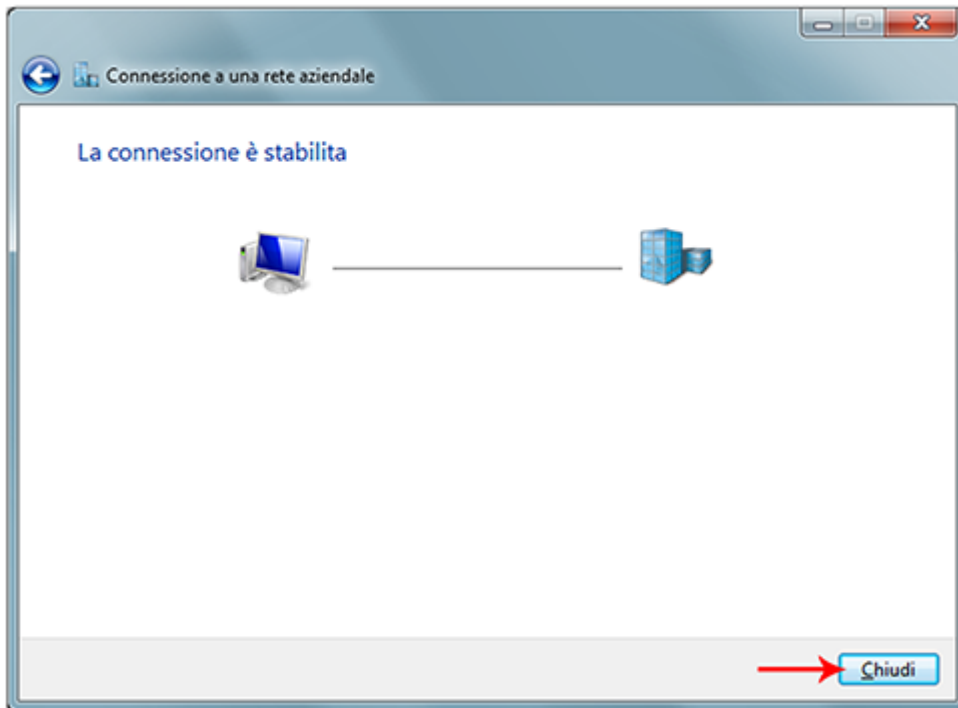 Connessione a una rete aziendale
La connessione è stabilita
Chiudi